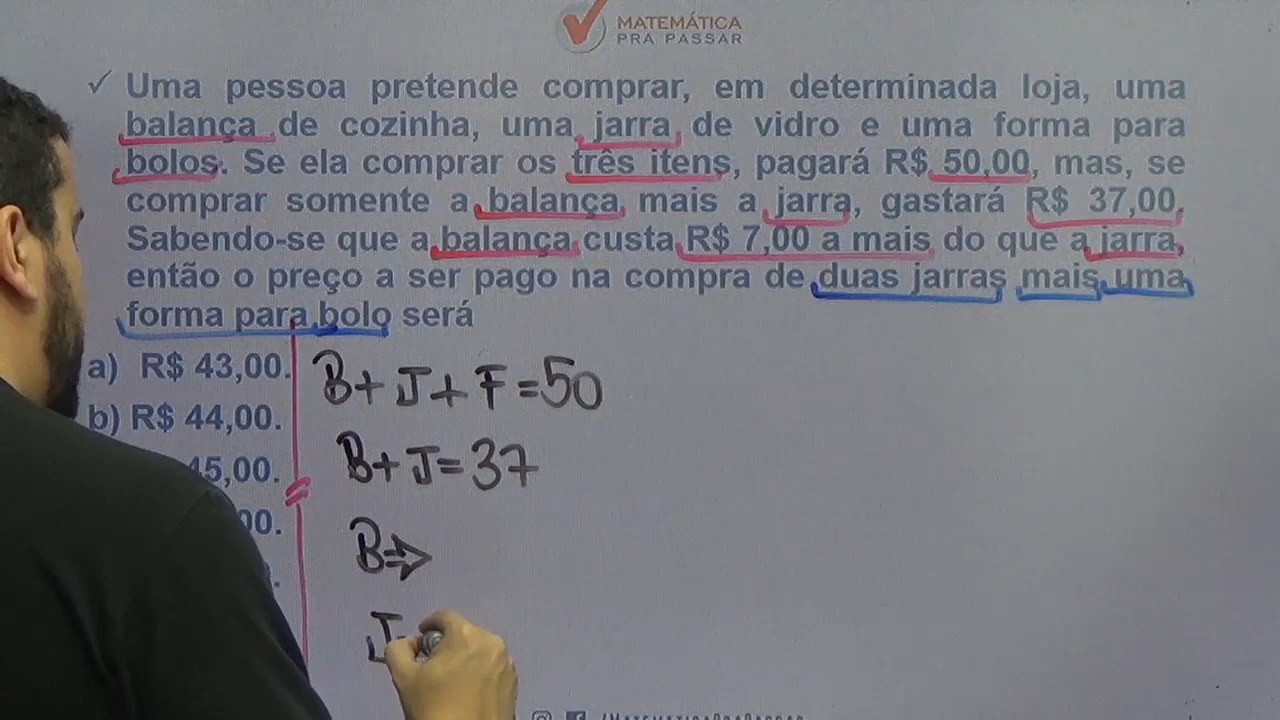 MATEMÁTICA
PRA PASSAR
✓ Uma pessoa pretende comprar, em determinada loja, uma
balança de cozinha, uma jarra de vidro e uma forma para
bolos. Se ela comprar os três itens, pagará R$ 50,00, mas, se
comprar somente a balança mais a jarra, gastará R$ 37,00.
Sabendo-se que a balança custa R$ 7,00 a mais do que a jarra,
então o preço a ser pago na compra de duas jarras mais uma
forma para bolo será
a) R$ 43,00.
b) R$ 44,00.
45,00.
00.
B+J+F=50
B+J=37
B⇒
J